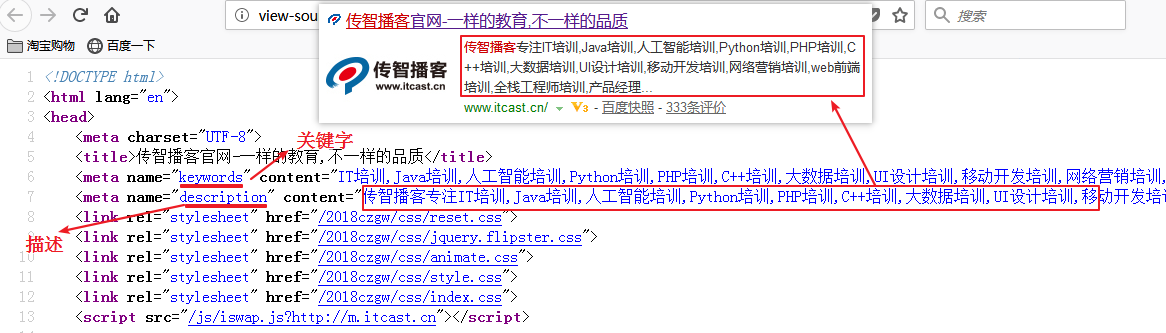 view-sou
搜索
淘宝购物 百度一下
传智播客官网-一样的教育,不一样的品质
传智播客
www.itcast.cn
传智播客专注IT培训,Java培训,人工智能培训,Python培训,PHP培训,C
++培训,大数据培训,UI设计培训,移动开发培训,网络营销培训,web前端
培训,全栈工程师培训,产品经理...
www.itcast.cn/ V3 - 百度快照 - 333条评价
1 <!DOCTYPE html>
2 <html lang="en">
3 <head>
4 <meta charset="UTF-8">
关键字
5 <title>传智播客官网-一样的教育,不一样的品质</title>
6 <meta name="keywords" content="IT培训,Java培训,人工智能培训,Python培训,PHP培训,C++培训,大数据培训,UI设计培训,移动开发培训,网络营销培训,
7 <meta name="description" content="传智播客专注IT培训,Java培训,人工智能培训,Python培训,PHP培训,C++培训,大数据培训,UI设计培训,移动开发培训
8 <link rel="stylesheet" href="/2018czgw/css/reset.css">
9 <link rel="stylesheet" href="/2018czgw/css/jquery.flipster.css">
描述
10 <link rel="stylesheet" href="/2018czgw/css/animate.css">
11 <link rel="stylesheet" href="/2018czgw/css/style.css">
12 <link rel="stylesheet" href="/2018czgw/css/index.css">
13 <script src="/js/iswap.js?http://m.itcast.cn"></script>